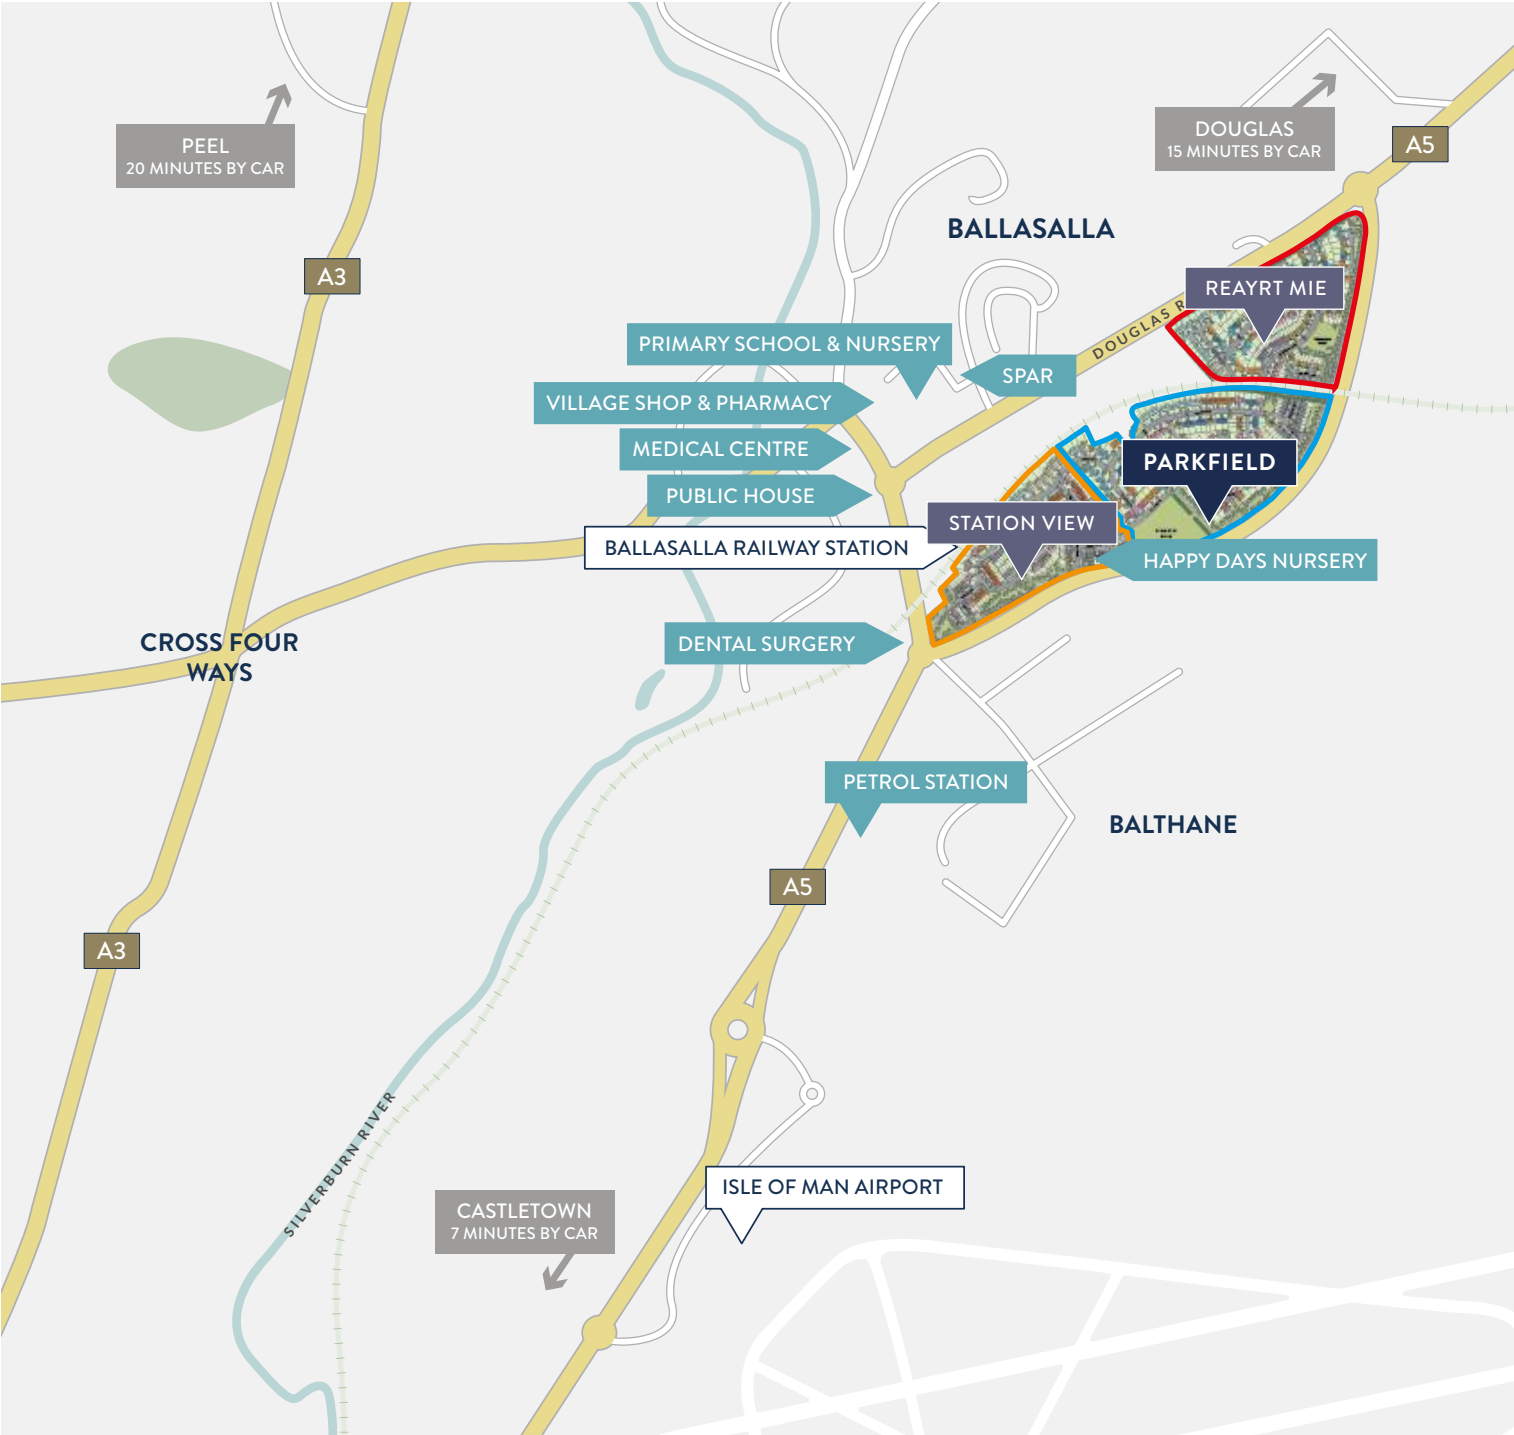 PEEL
20 MINUTES BY CAR
DOUGLAS
15 MINUTES BY CAR
A5
BALLASALLA
A3
REAYRT MIE
DOUGLAS R
PRIMARY SCHOOL & NURSERY
SPAR
VILLAGE SHOP & PHARMACY
MEDICAL CENTRE
PARKFIELD
PUBLIC HOUSE
STATION VIEW
BALLASALLA RAILWAY STATION
HAPPY DAYS NURSERY
CROSS FOUR
WAYS
DENTAL SURGERY
PETROL STATION
BALTHANE
A5
A3
SILVERBURN RIVER
ISLE OF MAN AIRPORT
CASTLETOWN
7 MINUTES BY CAR